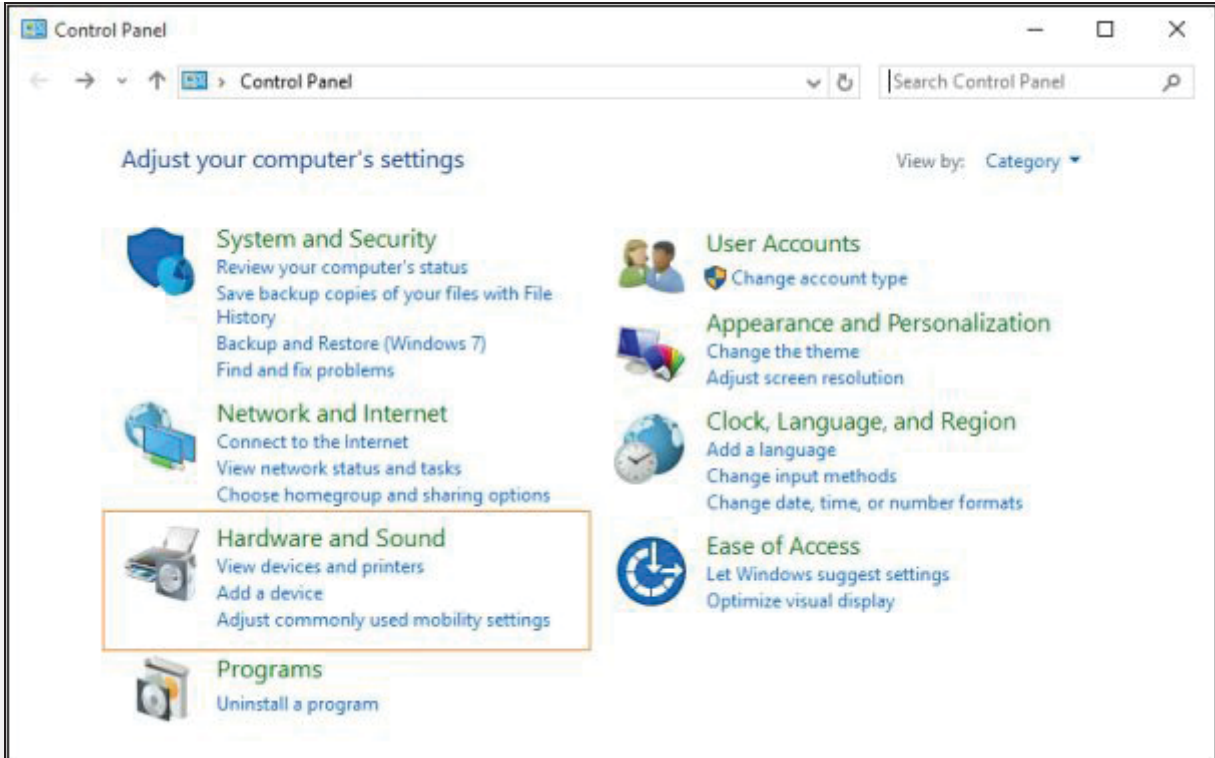 Control Panel
Control Panel
Search Control Panel
Adjust your computer's settings
View by: Category
System and Security
Review your computer's status
Save backup copies of your files with File
History
Backup and Restore (Windows 7)
Find and fix problems
Network and Internet
Connect to the Internet
View network status and tasks
Choose homegroup and sharing options
Hardware and Sound
View devices and printers
Add a device
Adjust commonly used mobility settings
Programs
Uninstall a program
User Accounts
Change account type
Appearance and Personalization
Change the theme
Adjust screen resolution
Clock, Language, and Region
Add a language
Change input methods
Change date, time, or number formats
Ease of Access
Let Windows suggest settings
Optimize visual display